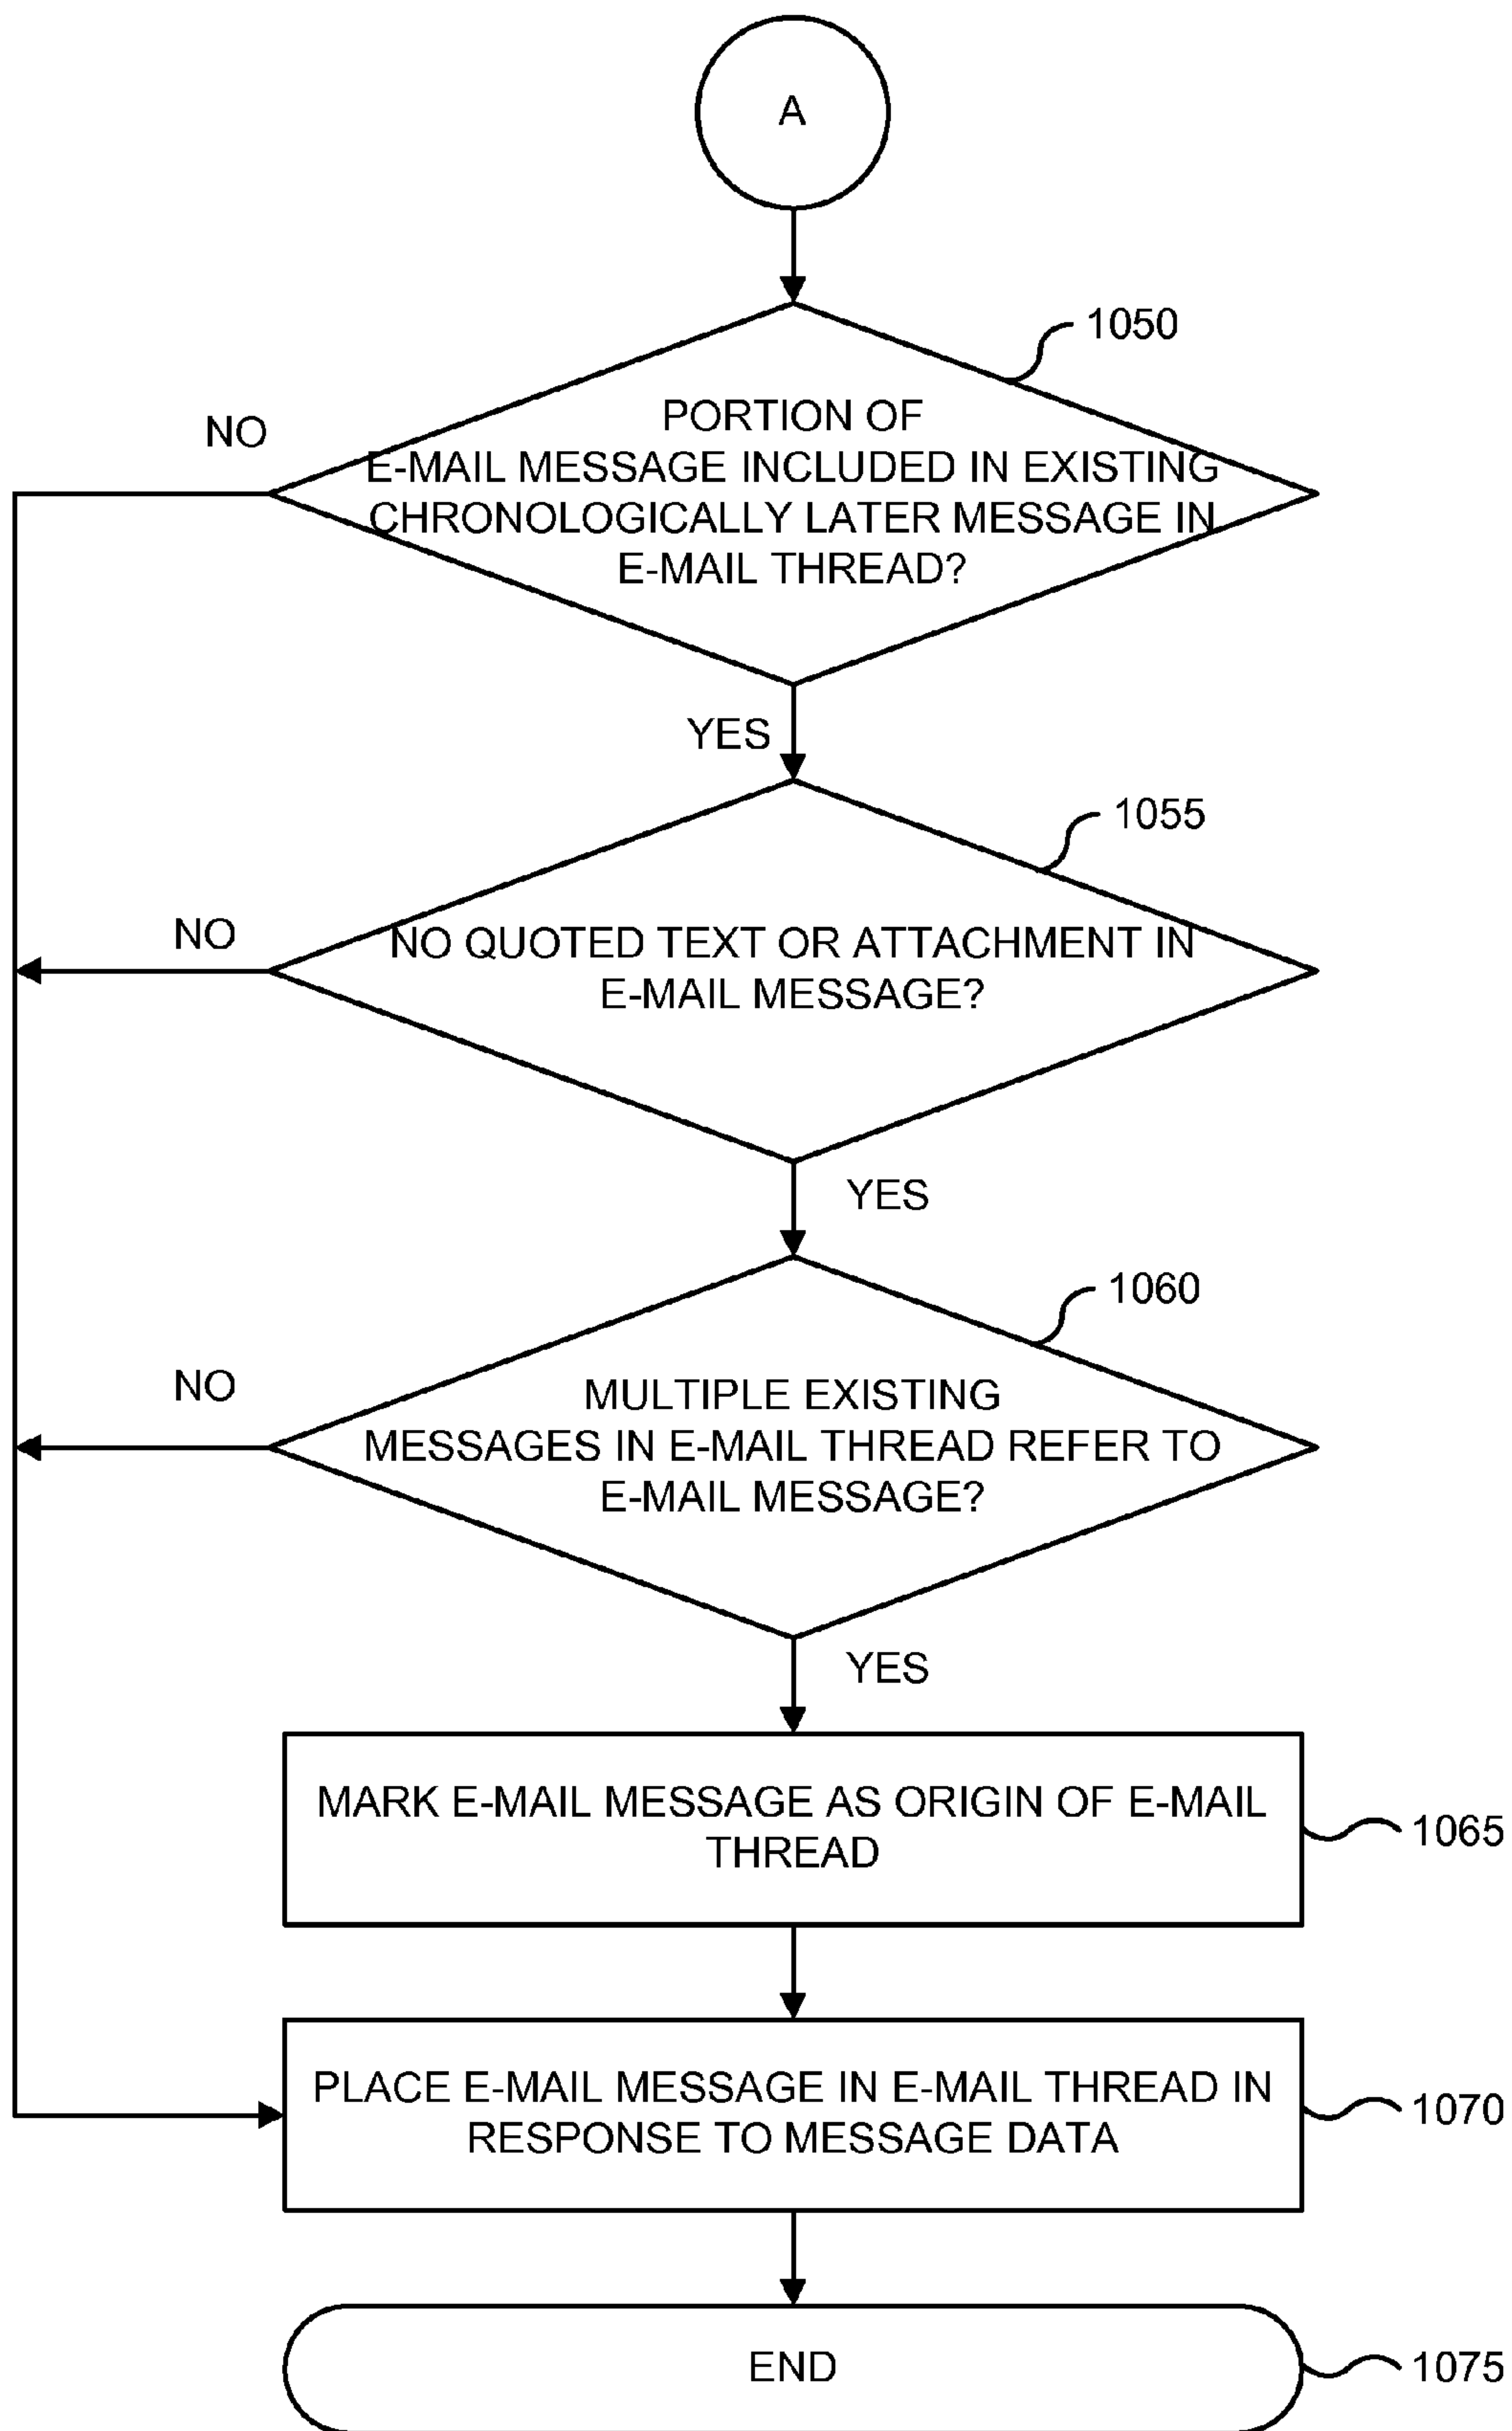 A
1050
NO
PORTION OF
E-MAIL MESSAGE INCLUDED IN EXISTING
CHRONOLOGICALLY LATER MESSAGE IN
E-MAIL THREAD?
YES
1055
NO
NO QUOTED TEXT OR ATTACHMENT IN
E-MAIL MESSAGE?
YES
1060
NO
MULTIPLE EXISTING
MESSAGES IN E-MAIL THREAD REFER TO
E-MAIL MESSAGE?
YES
MARK E-MAIL MESSAGE AS ORIGIN OF E-MAIL
THREAD
1065
PLACE E-MAIL MESSAGE IN E-MAIL THREAD IN
RESPONSE TO MESSAGE DATA
1070
END
1075